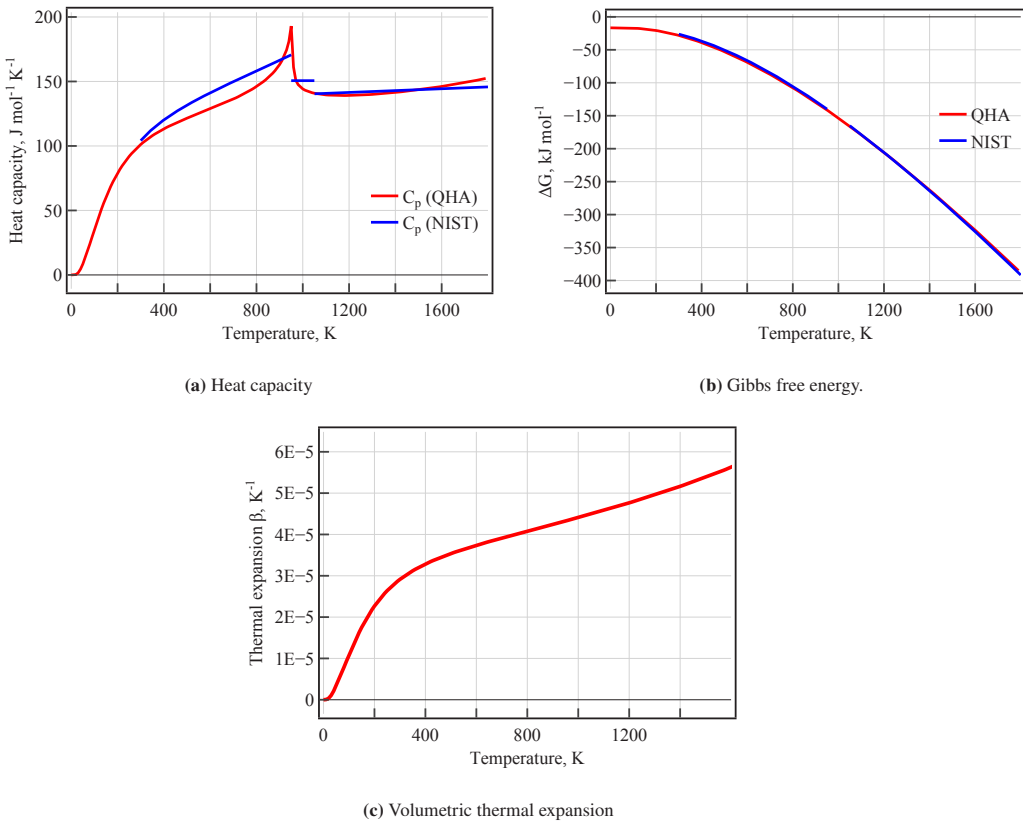 200
150
100
50
0
Heat capacity, J mol⁻¹ K⁻¹
C_p (QHA)
C_p (NIST)
0 400 800 1200 1600
Temperature, K
(a) Heat capacity
0
−50
−100
−150
−200
−250
−300
−350
−400
ΔG, kJ mol⁻¹
QHA
NIST
0 400 800 1200 1600
Temperature, K
(b) Gibbs free energy.
6E−5
5E−5
4E−5
3E−5
2E−5
1E−5
0
Thermal expansion β, K⁻¹
0 400 800 1200
Temperature, K
(c) Volumetric thermal expansion